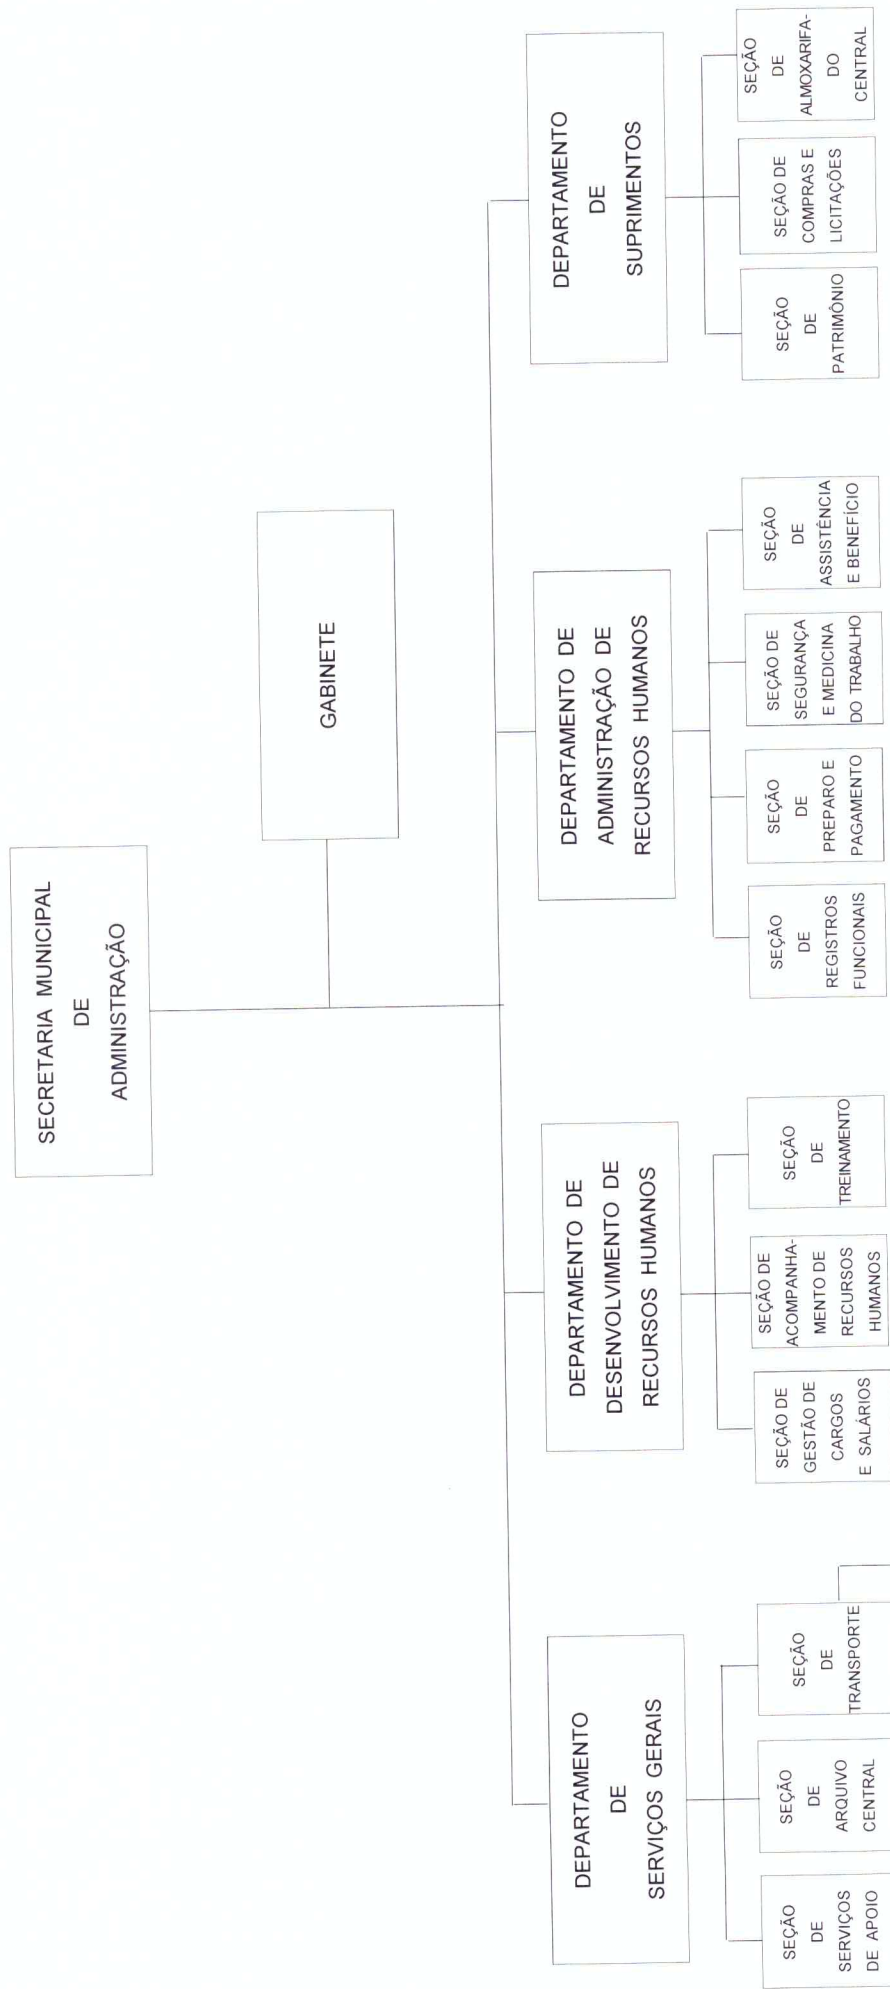 SECRETARIA MUNICIPAL
DE
ADMINISTRAÇÃO
GABINETE
DEPARTAMENTO
DE
SERVIÇOS GERAIS
DEPARTAMENTO DE
DESENVOLVIMENTO DE
RECURSOS HUMANOS
DEPARTAMENTO DE
ADMINISTRAÇÃO DE
RECURSOS HUMANOS
DEPARTAMENTO
DE
SUPRIMENTOS
SEÇÃO
DE
SERVIÇOS
DE APOIO
SEÇÃO
DE
ARQUIVO
CENTRAL
SEÇÃO
DE
TRANSPORTE
SEÇÃO DE
GESTÃO DE
CARGOS
E SALÁRIOS
SEÇÃO DE
ACOMPANHA-
MENTO DE
RECURSOS
HUMANOS
SEÇÃO
DE
TREINAMENTO
SEÇÃO
DE
REGISTROS
FUNCIONAIS
SEÇÃO
DE
PREPARO E
PAGAMENTO
SEÇÃO DE
SEGURANÇA
E MEDICINA
DO TRABALHO
SEÇÃO
DE
ASSISTÊNCIA
E BENEFÍCIO
SEÇÃO
DE
PATRIMÔNIO
SEÇÃO DE
COMPRAS E
LICITAÇÕES
SEÇÃO
DE
ALMOXARIFA-
DO
CENTRAL